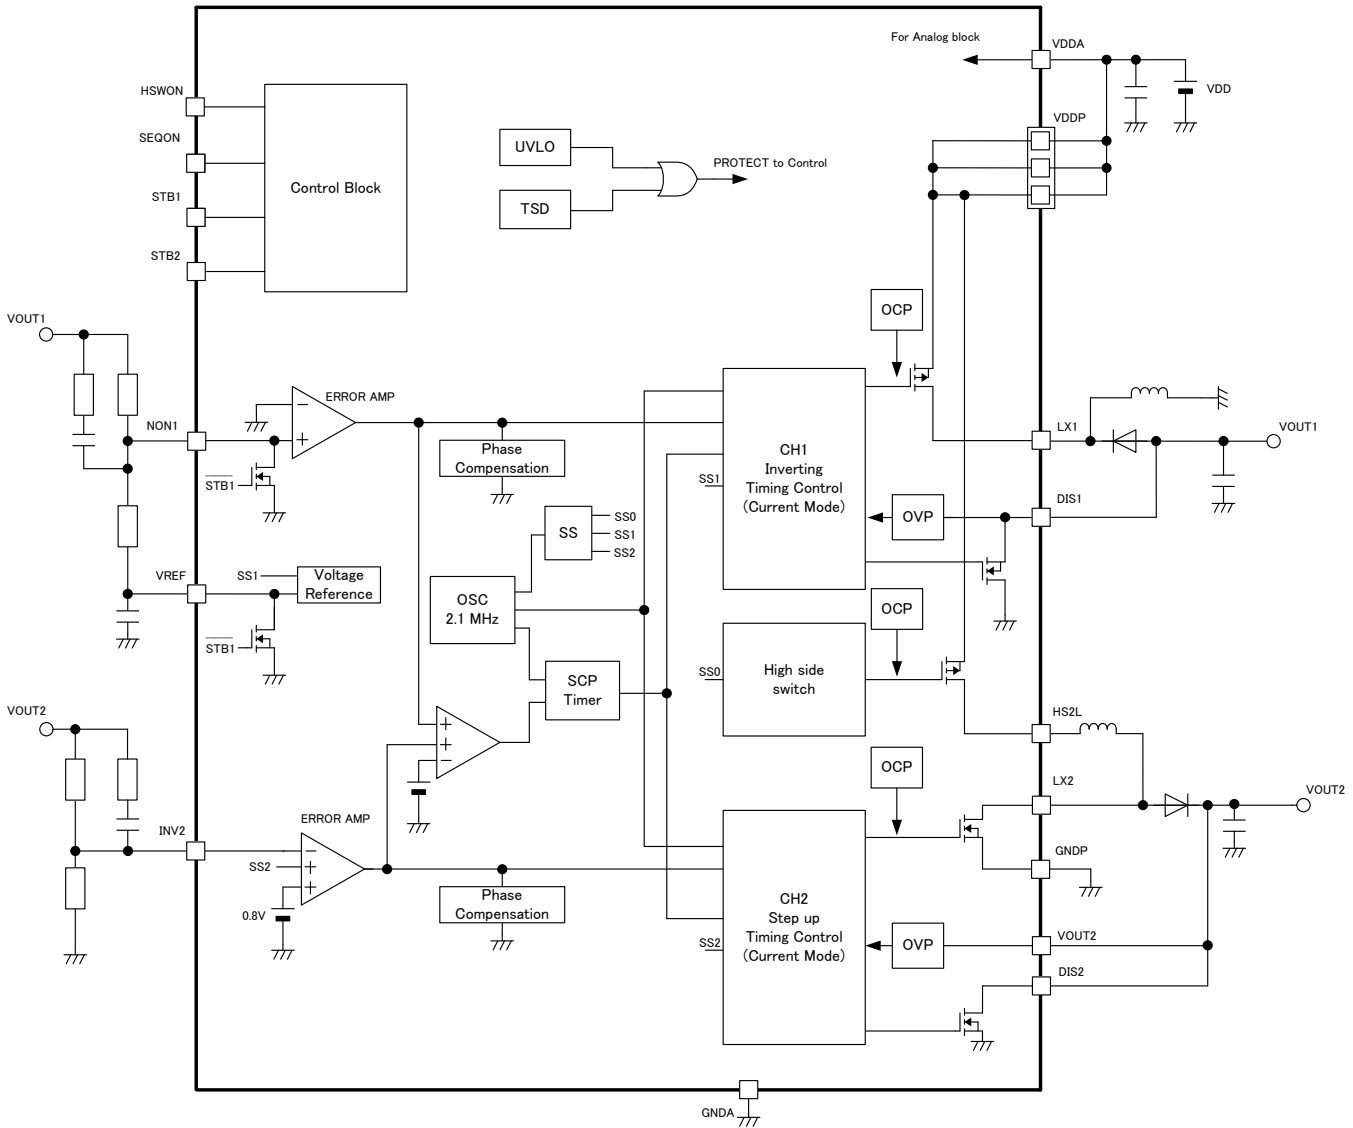 For Analog block
VDDA
VDD
HSWON
SEQON
STB1
STB2
Control Block
UVLO
TSD
PROTECT to Control
VDDP
VOUT1
NON1
ERROR AMP
STB1
Phase
Compensation
OCP
CH1
Inverting
Timing Control
(Current Mode)
SS1
LX1
VOUT1
DIS1
OVP
SS
SS0
SS1
SS2
VREF
SS1
Voltage
Reference
STB1
OSC
2.1 MHz
SCP
Timer
OCP
SS0
High side
switch
HS2L
VOUT2
INV2
ERROR AMP
SS2
0.8V
Phase
Compensation
OCP
LX2
VOUT2
GNDP
CH2
Step up
Timing Control
(Current Mode)
SS2
OVP
VOUT2
DIS2
GNDA